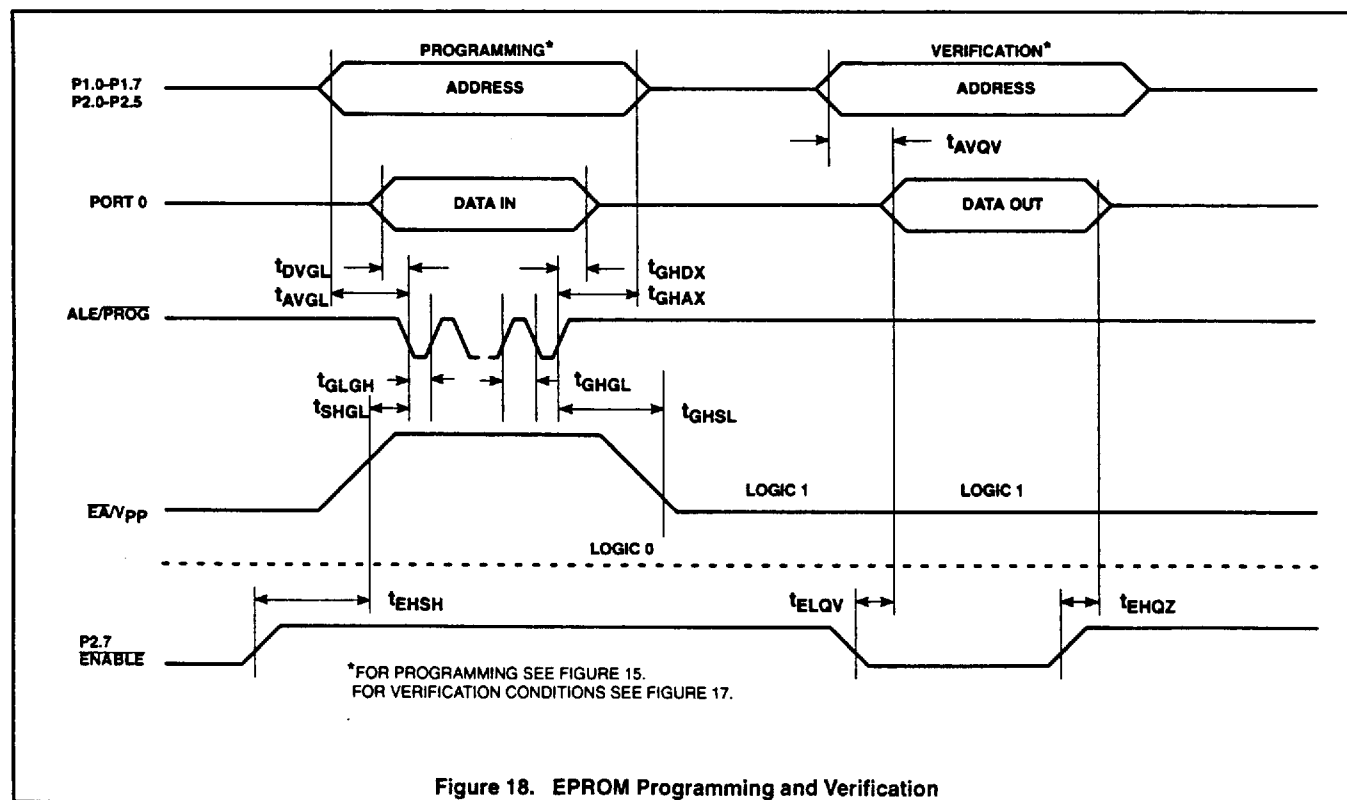 PROGRAMMING*
VERIFICATION*
P1.0-P1.7
P2.0-P2.5
ADDRESS
ADDRESS
tAVQV
PORT 0
DATA IN
DATA OUT
tDVGL
tGHDX
tAVGL
tGHAX
ALE/PROG
tGLGH
tGHGL
tSHGL
tGHSL
EA/VPP
LOGIC 1
LOGIC 1
LOGIC 0
tEHSH
tELQV
tEHQZ
P2.7
ENABLE
*FOR PROGRAMMING SEE FIGURE 15.
FOR VERIFICATION CONDITIONS SEE FIGURE 17.
Figure 18. EPROM Programming and Verification